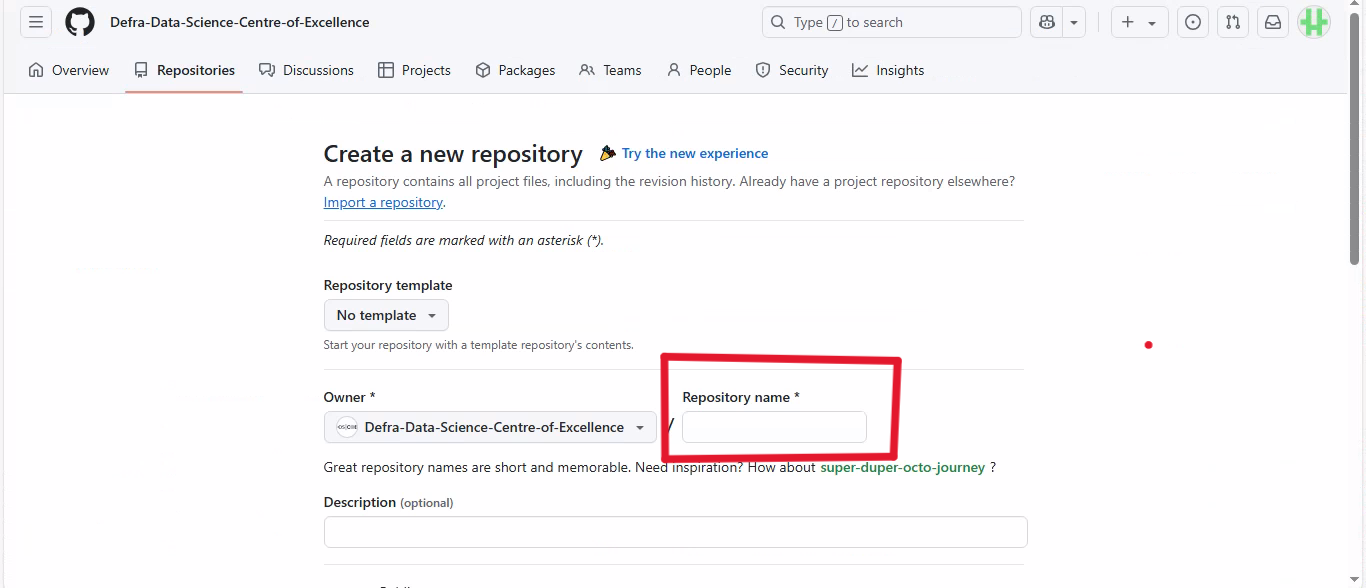 Defra-Data-Science-Centre-of-Excellence
Type / to search
Overview Repositories Discussions Projects Packages Teams People Security Insights
Create a new repository Try the new experience
A repository contains all project files, including the revision history. Already have a project repository elsewhere?
Import a repository.
Required fields are marked with an asterisk (*).
Repository template
No template
Start your repository with a template repository's contents.
Owner * Repository name *
Defra-Data-Science-Centre-of-Excellence /
Great repository names are short and memorable. Need inspiration? How about super-duper-octo-journey ?
Description (optional)